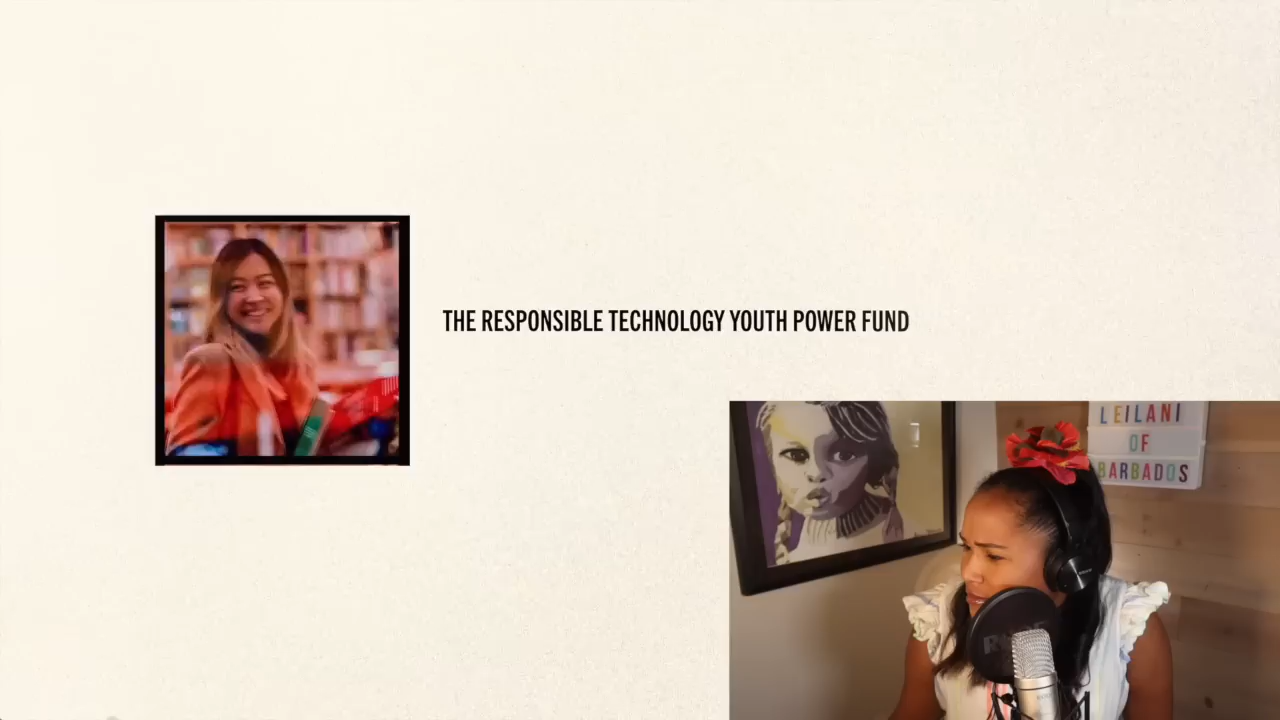 THE RESPONSIBLE TECHNOLOGY YOUTH POWER FUND
LEILANI
OF
BARBADOS